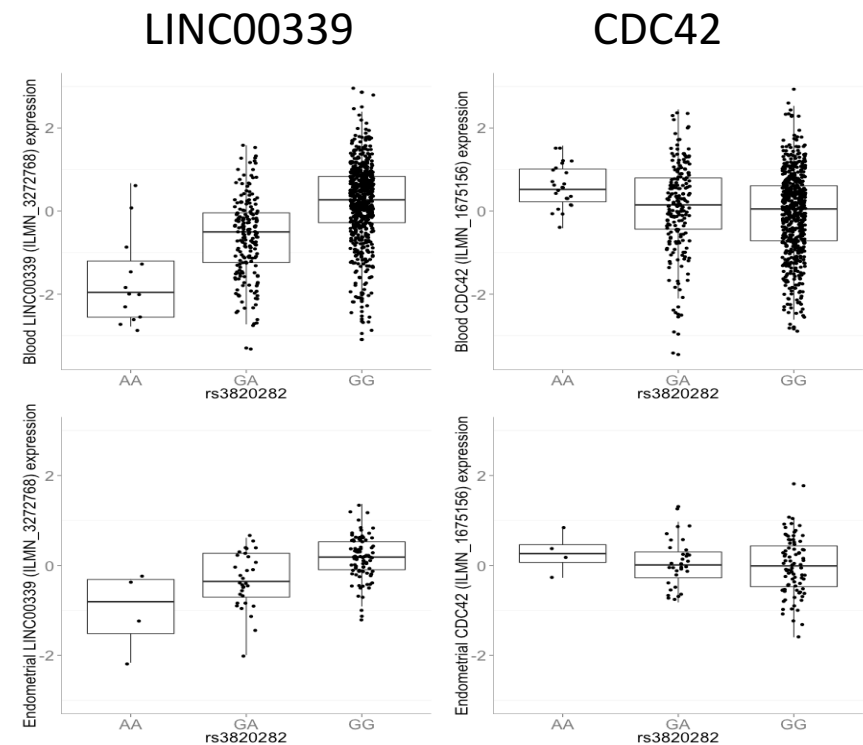 LINC00339
CDC42
Blood LINC00339 (ILMN_3272768) expression
2
0
-2
AA
GA
GG
rs3820282
Blood CDC42 (ILMN_1675156) expression
2
0
-2
AA
GA
GG
rs3820282
Endometrial LINC00339 (ILMN_3272768) expression
2
0
-2
AA
GA
GG
rs3820282
Endometrial CDC42 (ILMN_1675156) expression
2
0
-2
AA
GA
GG
rs3820282